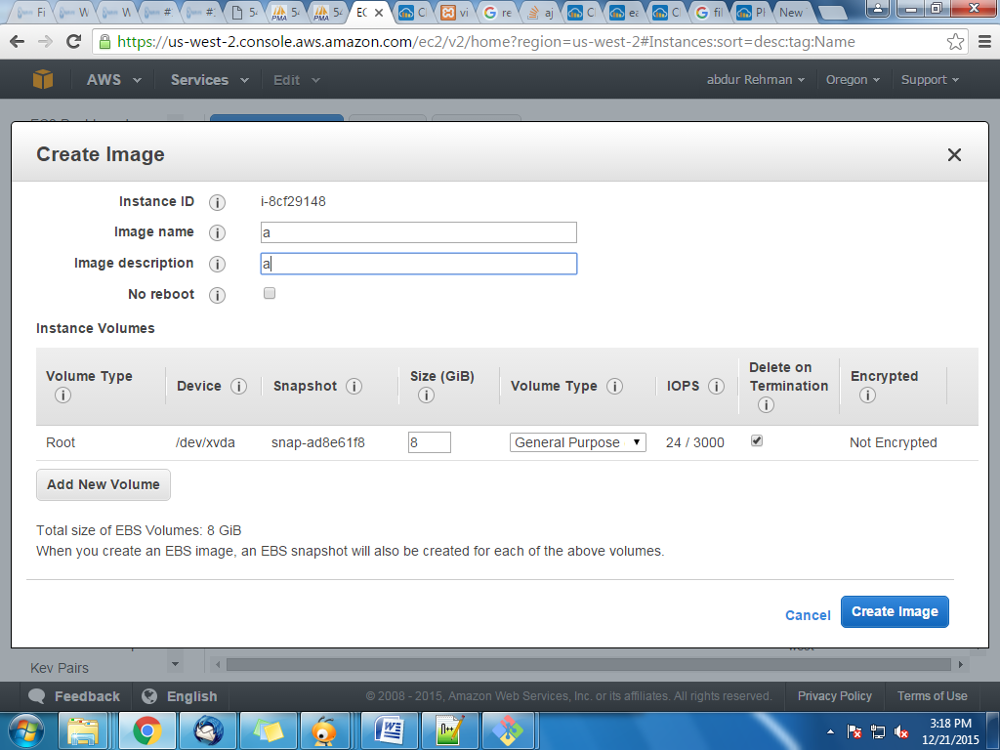 Fi
W
W
#
#
54
54
54
EC
Cl
vi
re
aj
Cl
ea
Cl
fil
Pl
New
https://us-west-2.console.aws.amazon.com/ec2/v2/home?region=us-west-2#Instances:sort=desc:tag:Name
AWS Services Edit abdur Rehman Oregon Support
Create Image
Instance ID i-8cf29148
Image name a
Image description a
No reboot
Instance Volumes
Volume Type Device Snapshot Size (GiB) Volume Type IOPS Delete on Termination Encrypted
Root /dev/xvda snap-ad8e61f8 8 General Purpose 24 / 3000 Not Encrypted
Add New Volume
Total size of EBS Volumes: 8 GiB
When you create an EBS image, an EBS snapshot will also be created for each of the above volumes.
Cancel Create Image
Key Pairs
Feedback English © 2008 - 2015, Amazon Web Services, Inc. or its affiliates. All rights reserved. Privacy Policy Terms of Use
3:18 PM
12/21/2015